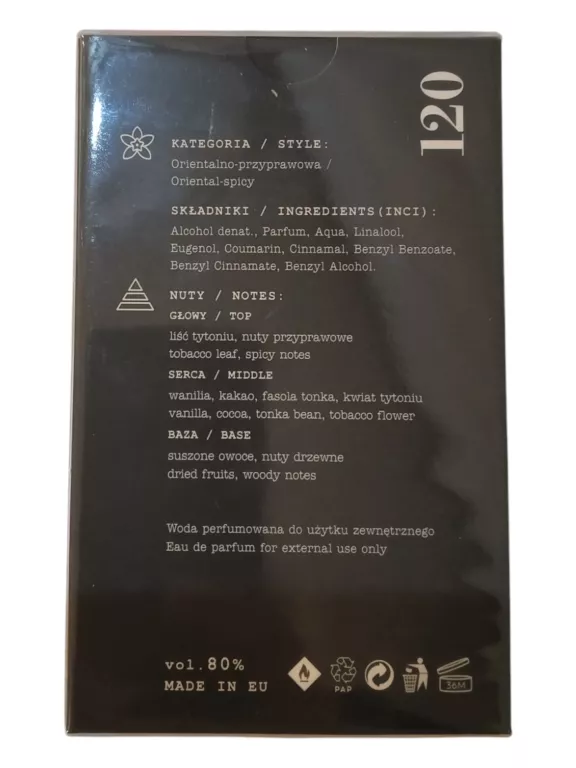 120
KATEGORIA / STYLE:
Orientalno-przyprawowa /
Oriental-spicy
SKŁADNIKI / INGREDIENTS(INCI):
Alcohol denat., Parfum, Aqua, Linalool,
Eugenol, Coumarin, Cinnamal, Benzyl Benzoate,
Benzyl Cinnamate, Benzyl Alcohol.
NUTY / NOTES:
GŁOWY / TOP
liść tytoniu, nuty przyprawowe
tobacco leaf, spicy notes
SERCA / MIDDLE
wanilia, kakao, fasola tonka, kwiat tytoniu
vanilla, cocoa, tonka bean, tobacco flower
BAZA / BASE
suszone owoce, nuty drzewne
dried fruits, woody notes
Woda perfumowana do użytku zewnętrznego
Eau de parfum for external use only
vol.80%
MADE IN EU
PAP
36M